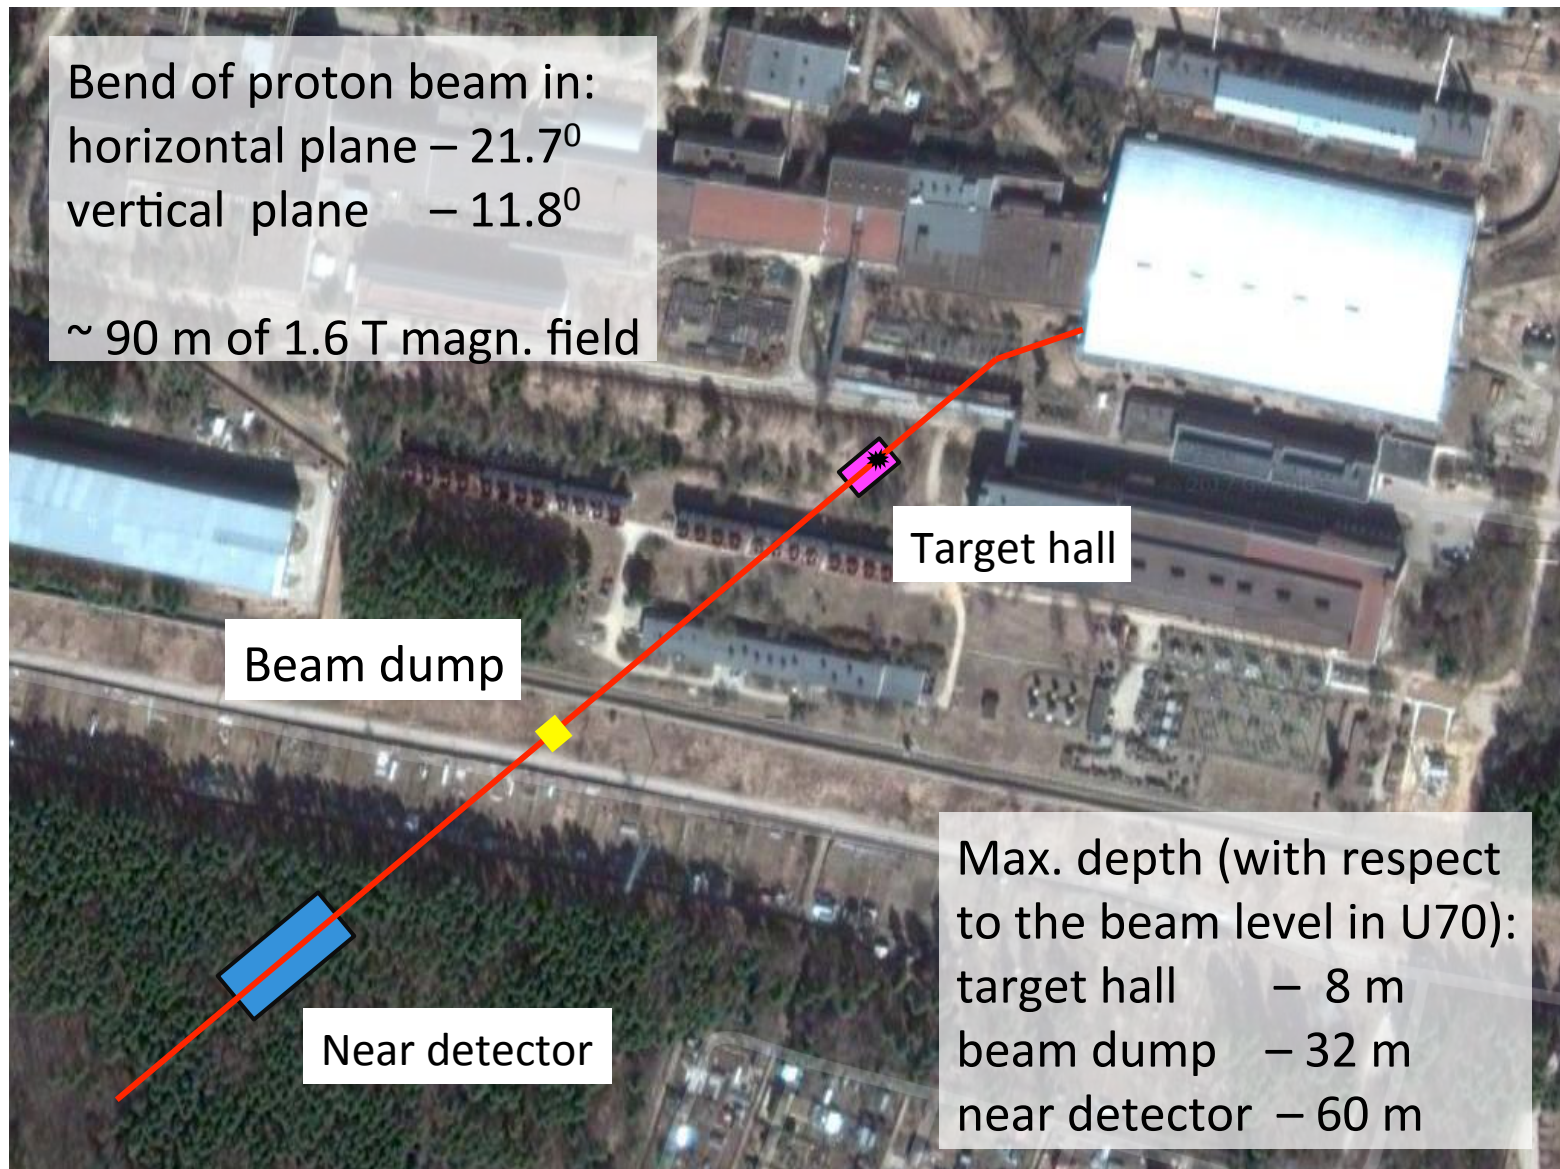 Bend of proton beam in:
horizontal plane – 21.7⁰
vertical plane – 11.8⁰
~ 90 m of 1.6 T magn. field
Target hall
Beam dump
Near detector
Max. depth (with respect
to the beam level in U70):
target hall – 8 m
beam dump – 32 m
near detector – 60 m